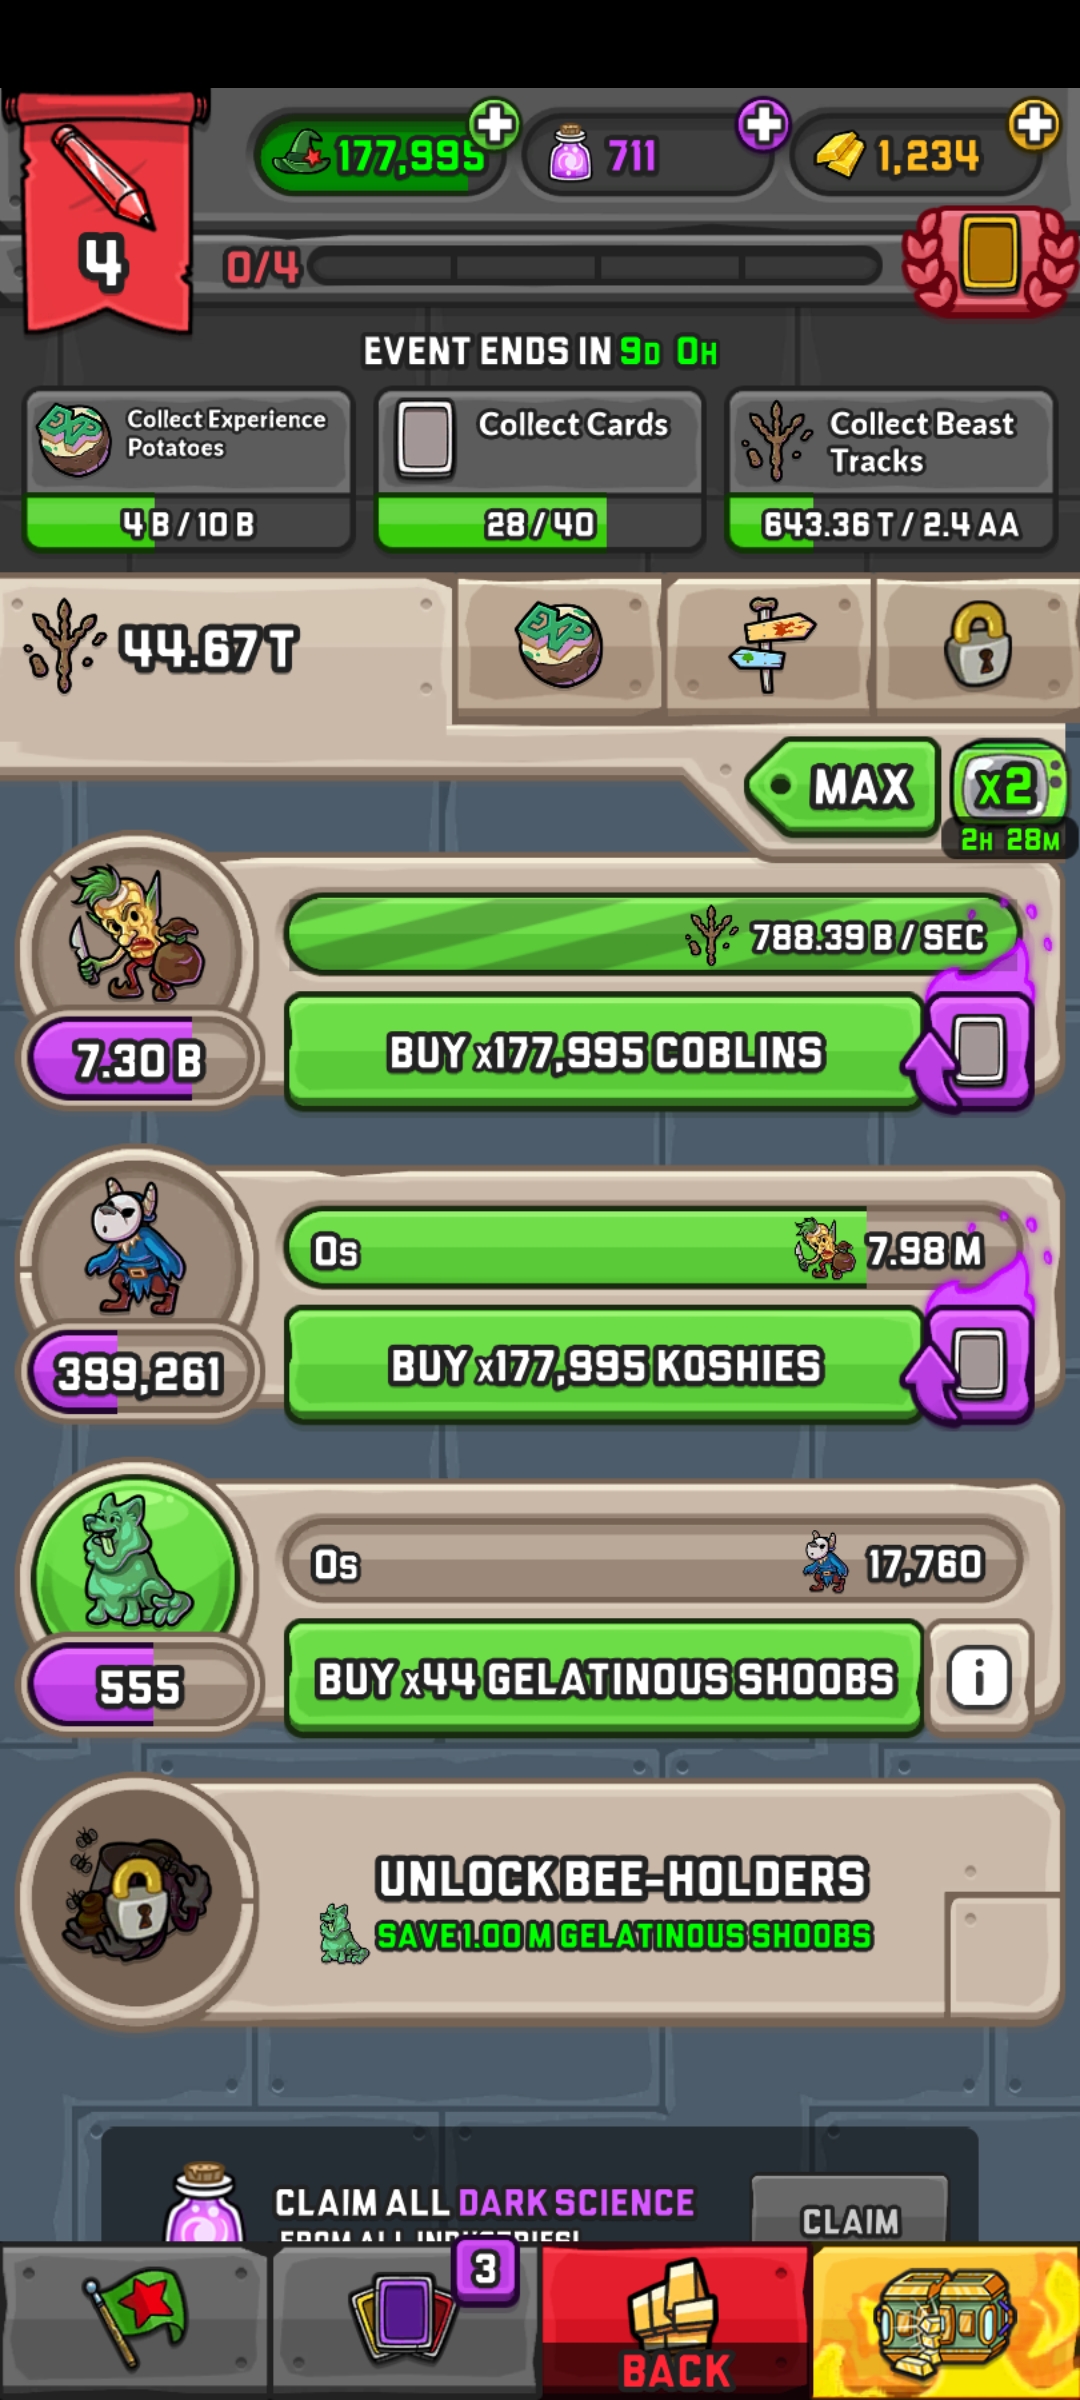 177,995
711
1,234
4
0/4
EVENT ENDS IN 9D 0H
Collect Experience
Potatoes
4 B / 10 B
Collect Cards
28 / 40
Collect Beast
Tracks
643.36 T / 2.4 AA
44.67 T
EXP
MAX
x2
2H 28M
788.39 B / SEC
7.30 B
BUY x177,995 COBLINS
0s
7.98 M
399,261
BUY x177,995 KOSHIES
0s
17,760
555
BUY x44 GELATINOUS SHOOBS
i
UNLOCK BEE-HOLDERS
SAVE 1.00 M GELATINOUS SHOOBS
CLAIM ALL DARK SCIENCE
FROM ALL INDUSTRIES!
CLAIM
3
BACK